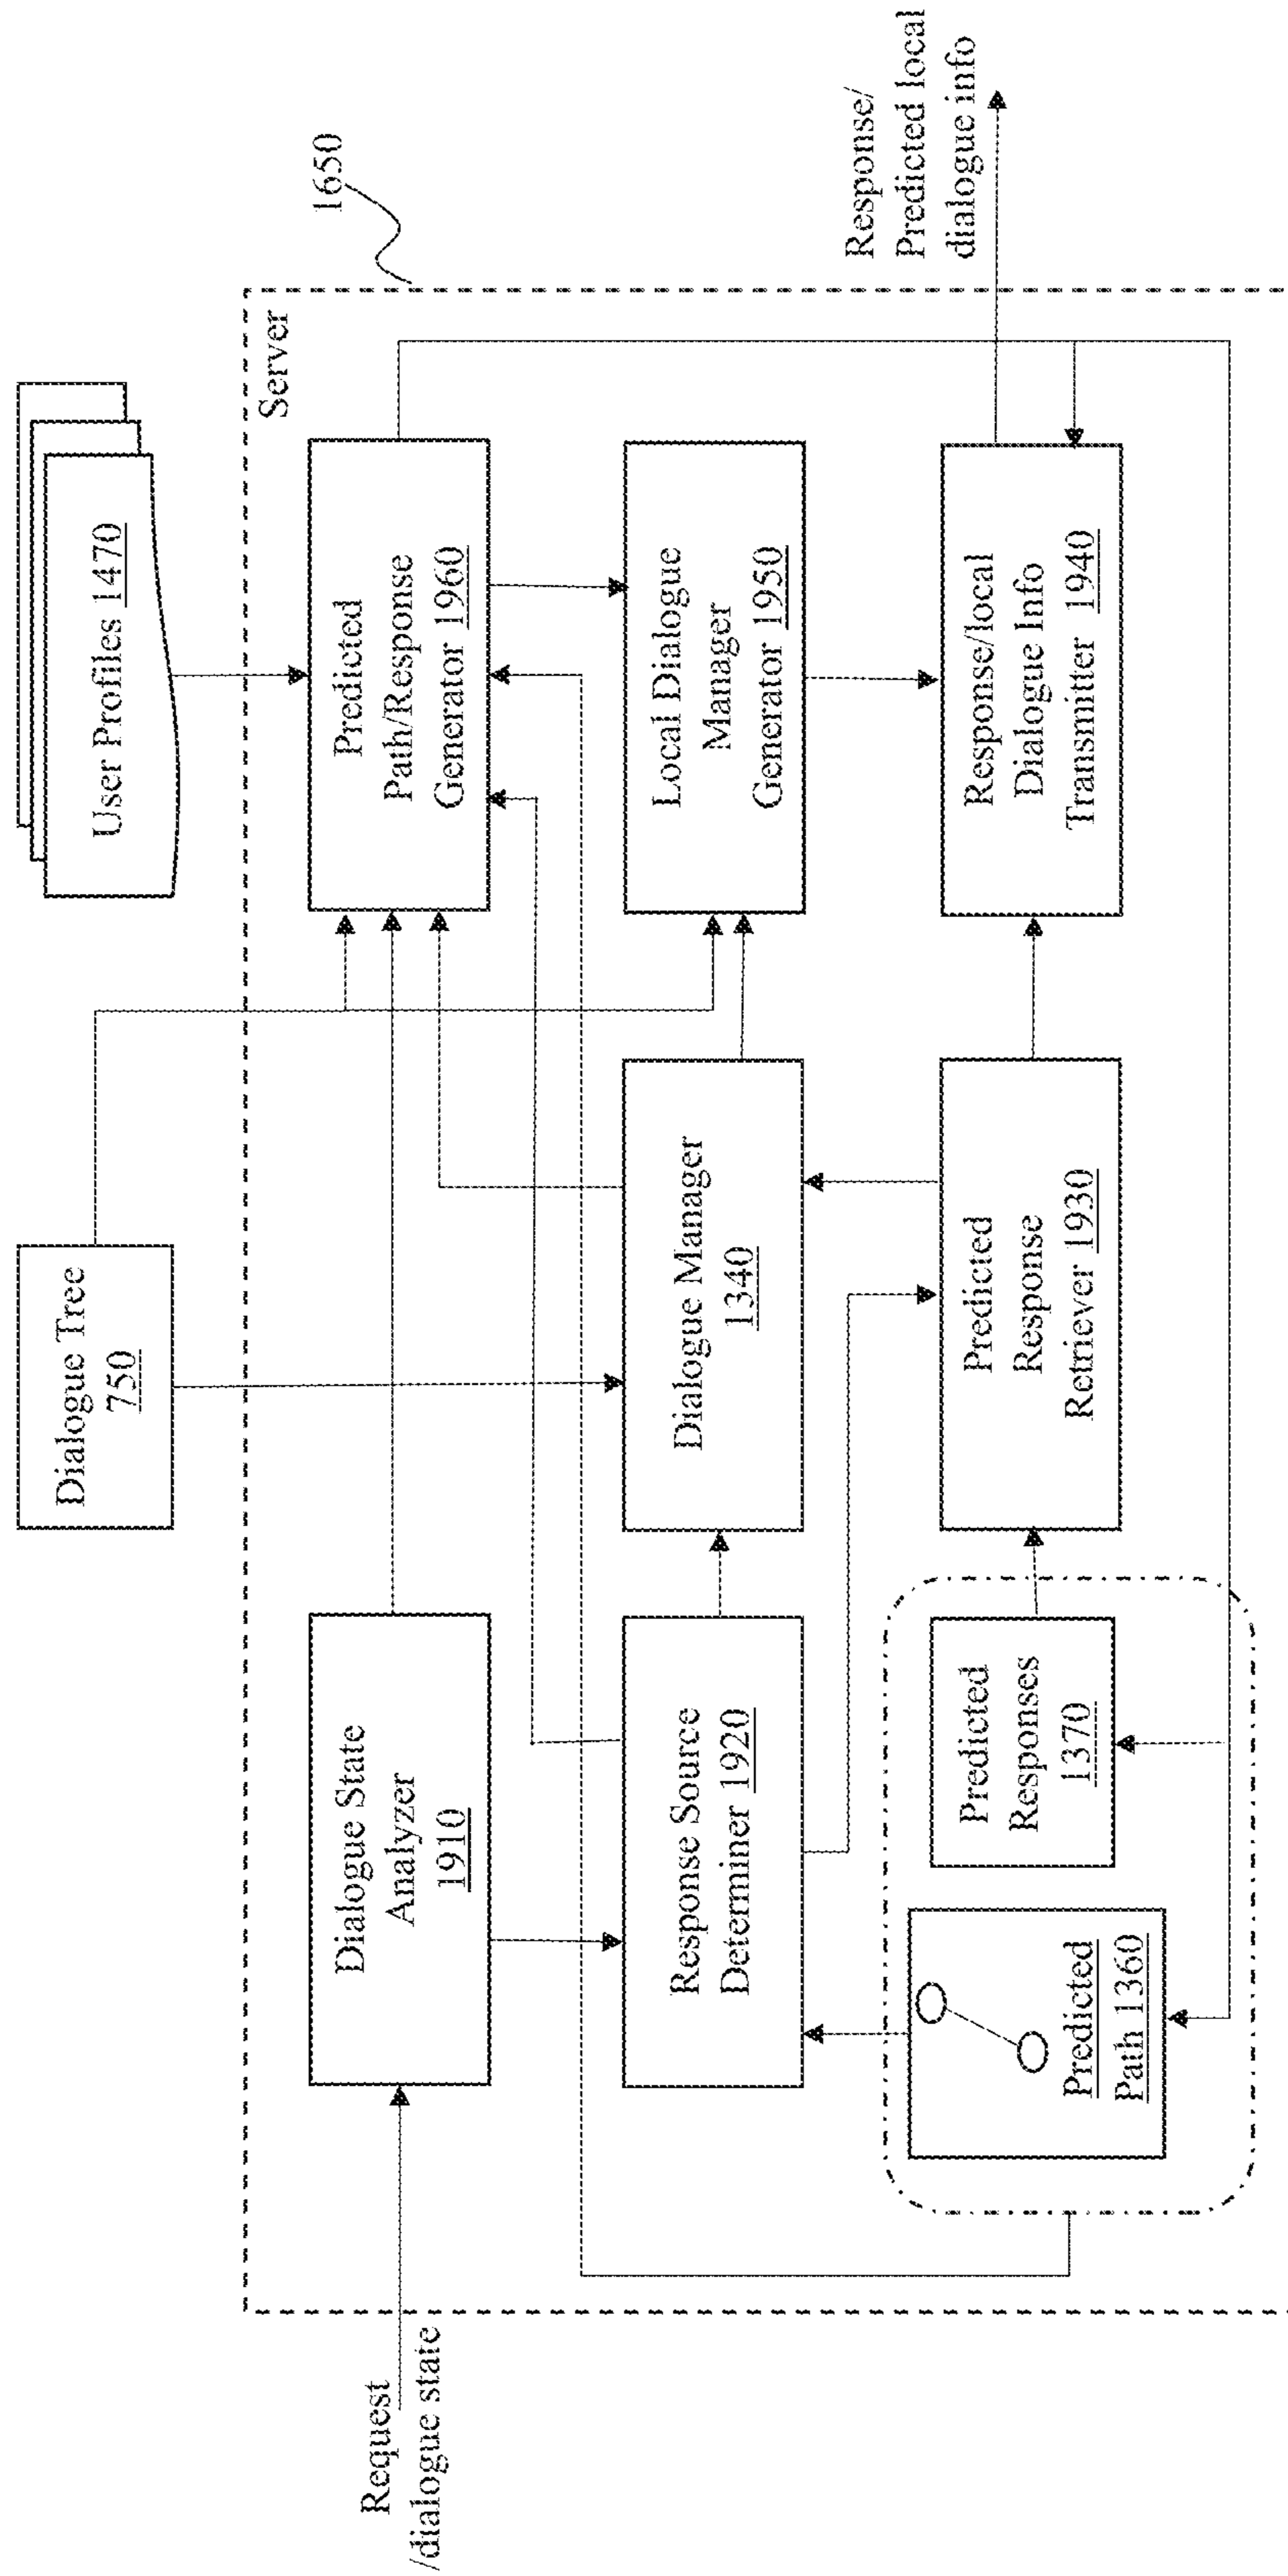 Request
/dialogue state
Dialogue Tree
750
User Profiles 1470
Server
1650
Dialogue State
Analyzer
1910
Predicted
Path/Response
Generator 1960
Response Source
Determiner 1920
Dialogue Manager
1340
Local Dialogue
Manager
Generator 1950
Predicted
Path 1360
Predicted
Responses
1370
Predicted
Response
Retriever 1930
Response/local
Dialogue Info
Transmitter 1940
Response/
Predicted local
dialogue info